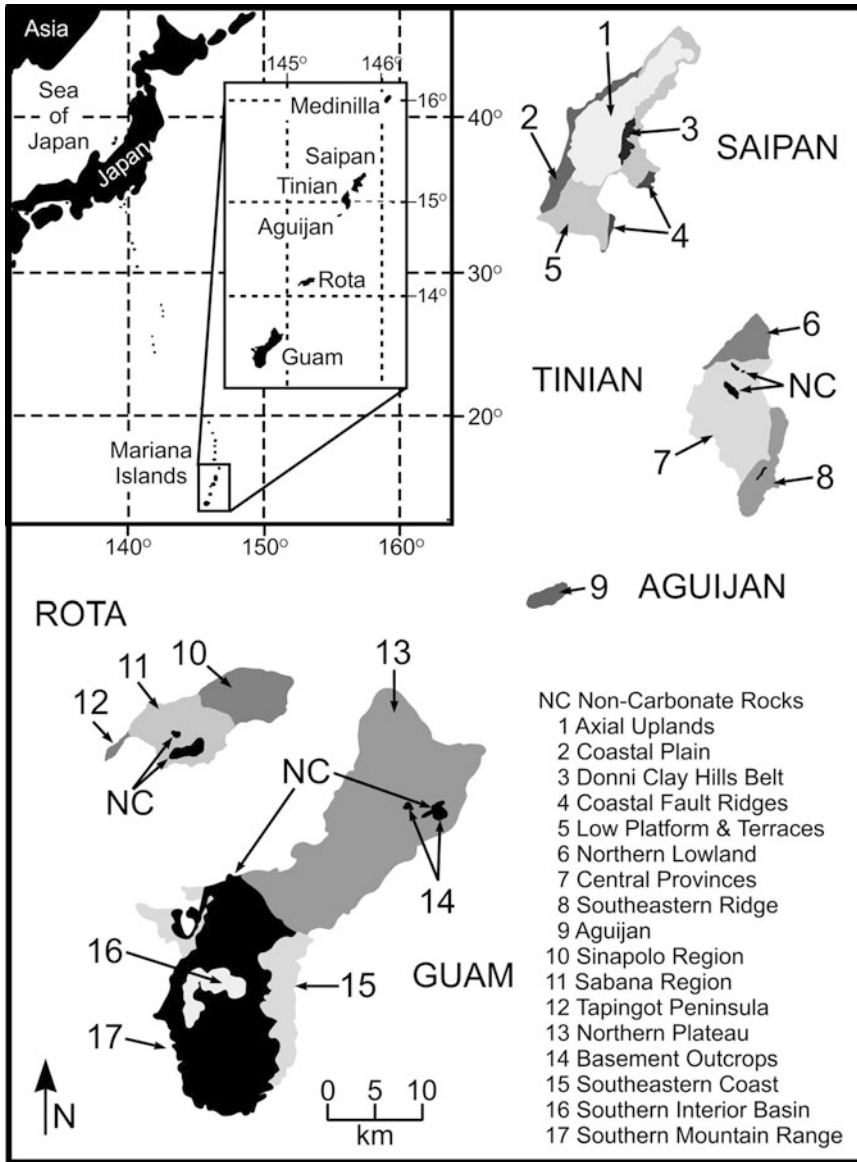 Asia
Sea
of
Japan
Japan
145°
146°
Medinilla
16°
Saipan
Tinian
15°
Aguijan
Rota
14°
Guam
40°
30°
20°
Mariana
Islands
140°
150°
160°
1
2
3
SAIPAN
4
5
6
TINIAN
NC
7
8
9 AGUIJAN
ROTA
10
11
12
NC
13
NC
14
16
15
GUAM
17
N
0 5 10
km
NC Non-Carbonate Rocks
1 Axial Uplands
2 Coastal Plain
3 Donni Clay Hills Belt
4 Coastal Fault Ridges
5 Low Platform & Terraces
6 Northern Lowland
7 Central Provinces
8 Southeastern Ridge
9 Aguijan
10 Sinapolo Region
11 Sabana Region
12 Tapingot Peninsula
13 Northern Plateau
14 Basement Outcrops
15 Southeastern Coast
16 Southern Interior Basin
17 Southern Mountain Range